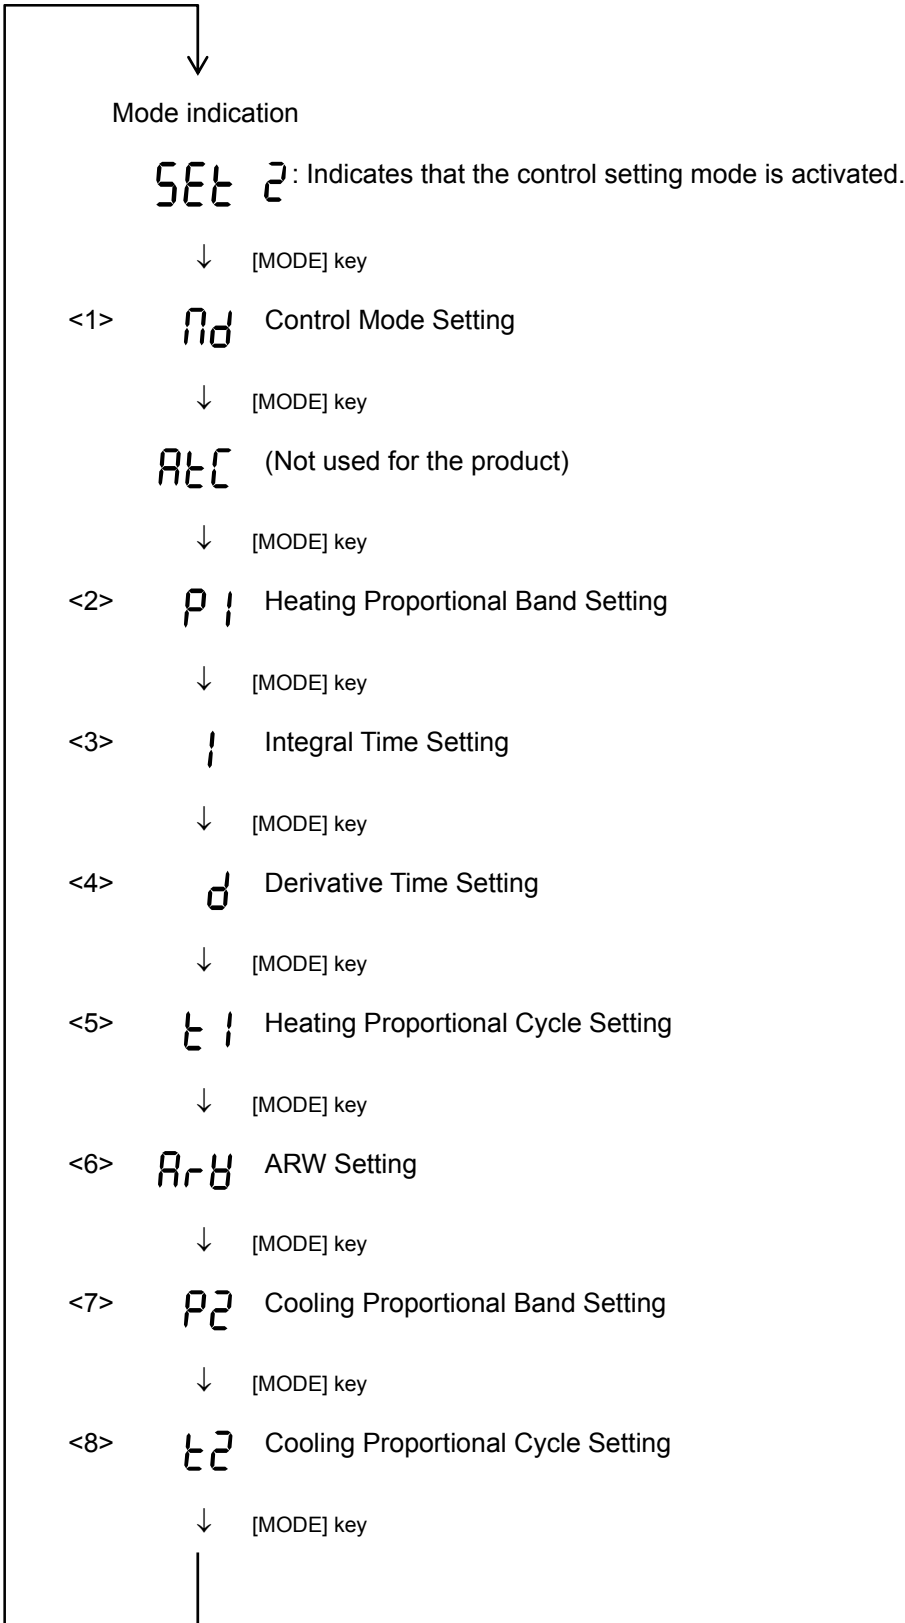 Mode indication
SEt 2 : Indicates that the control setting mode is activated.
↓ [MODE] key
<1> Md Control Mode Setting
↓ [MODE] key
AtC (Not used for the product)
↓ [MODE] key
<2> P1 Heating Proportional Band Setting
↓ [MODE] key
<3> I Integral Time Setting
↓ [MODE] key
<4> d Derivative Time Setting
↓ [MODE] key
<5> t1 Heating Proportional Cycle Setting
↓ [MODE] key
<6> ArW ARW Setting
↓ [MODE] key
<7> P2 Cooling Proportional Band Setting
↓ [MODE] key
<8> t2 Cooling Proportional Cycle Setting
↓ [MODE] key